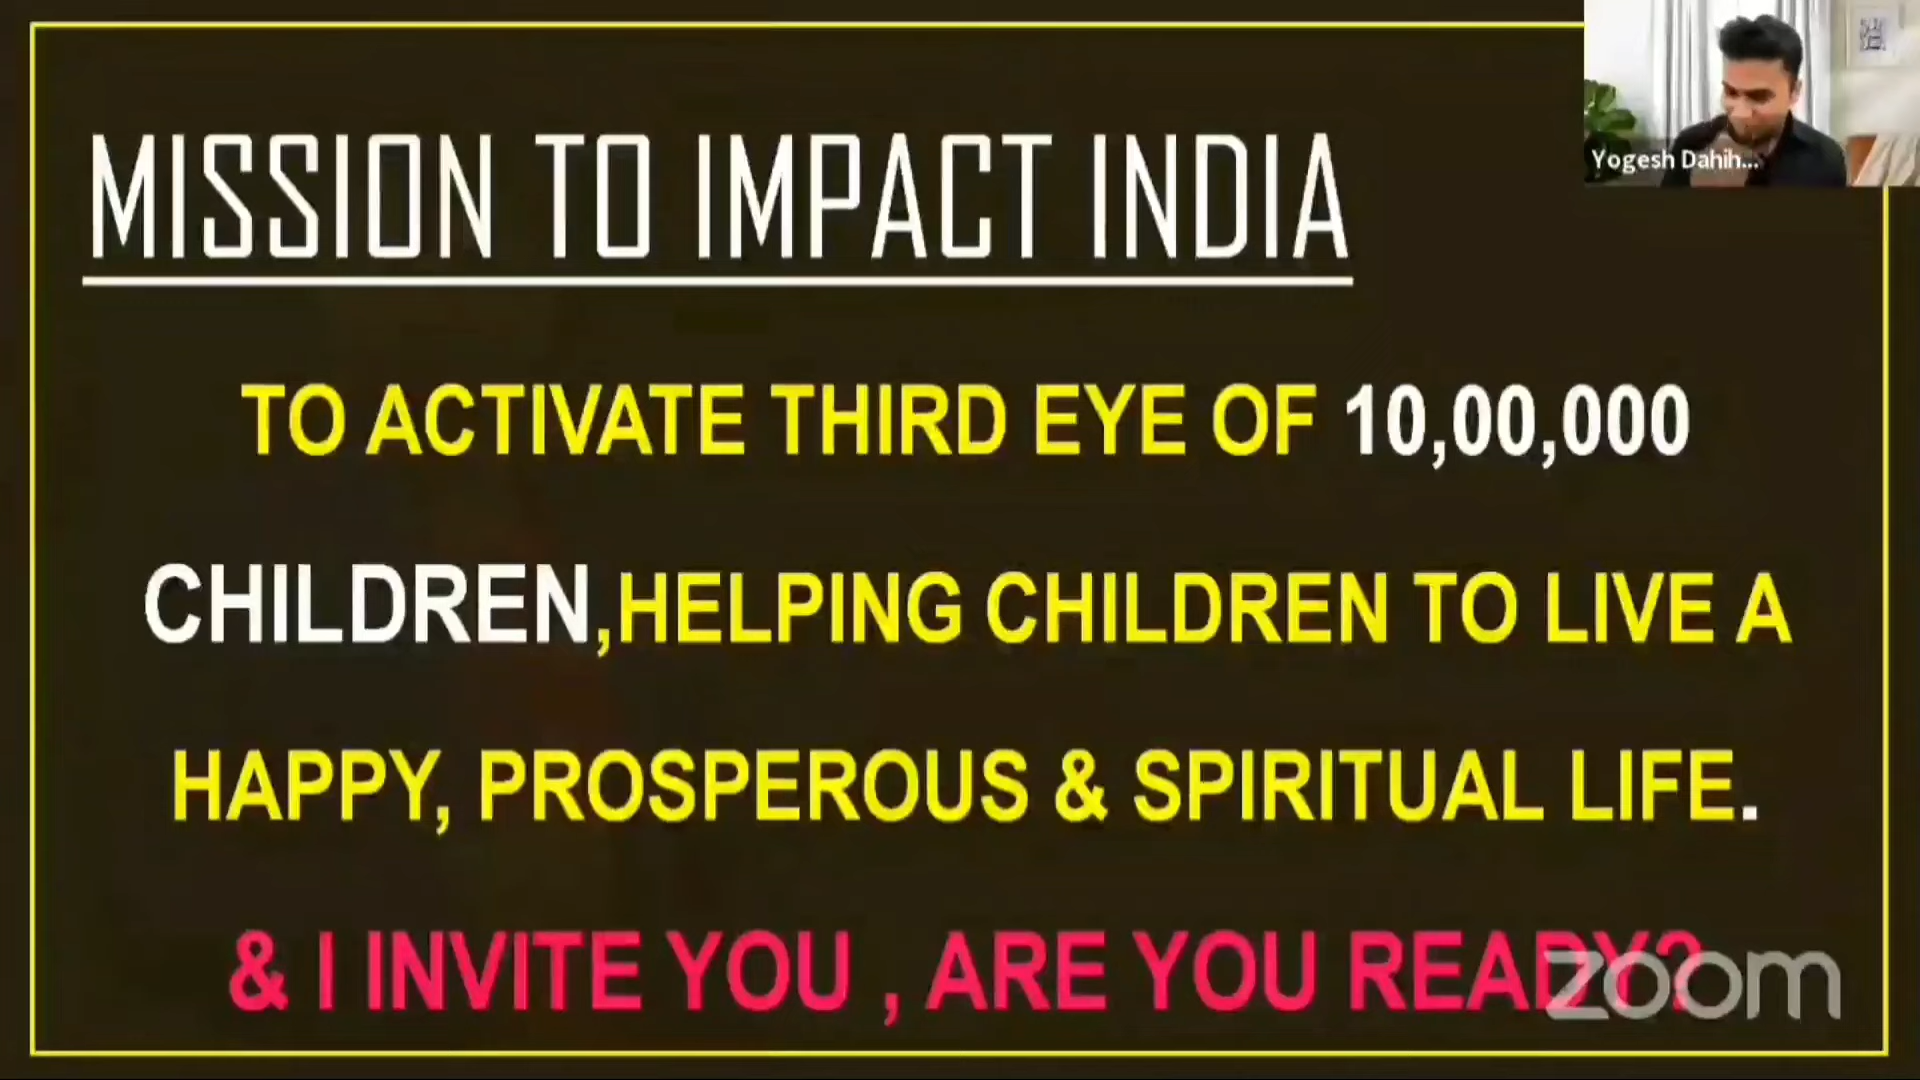 MISSION TO IMPACT INDIA
Yogesh Dahih...
TO ACTIVATE THIRD EYE OF 10,00,000
CHILDREN,HELPING CHILDREN TO LIVE A
HAPPY, PROSPEROUS & SPIRITUAL LIFE.
& I INVITE YOU , ARE YOU READY?
zoom